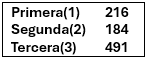 Primera(1) 216
Segunda(2) 184
Tercera(3) 491